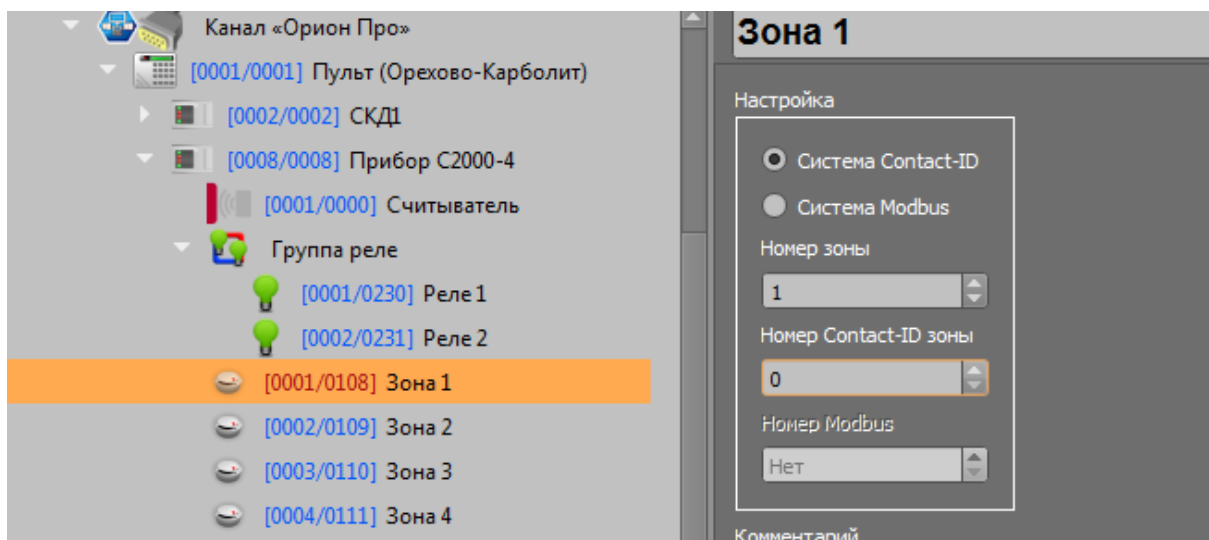 Канал «Орион Про»
[0001/0001] Пульт (Орехово-Карболит)
[0002/0002] СКД1
[0008/0008] Прибор С2000-4
[0001/0000] Считыватель
Группа реле
[0001/0230] Реле 1
[0002/0231] Реле 2
[0001/0108] Зона 1
[0002/0109] Зона 2
[0003/0110] Зона 3
[0004/0111] Зона 4
Зона 1
Настройка
Система Contact-ID
Система Modbus
Номер зоны
1
Номер Contact-ID зоны
0
Номер Modbus
Нет
Комментарий